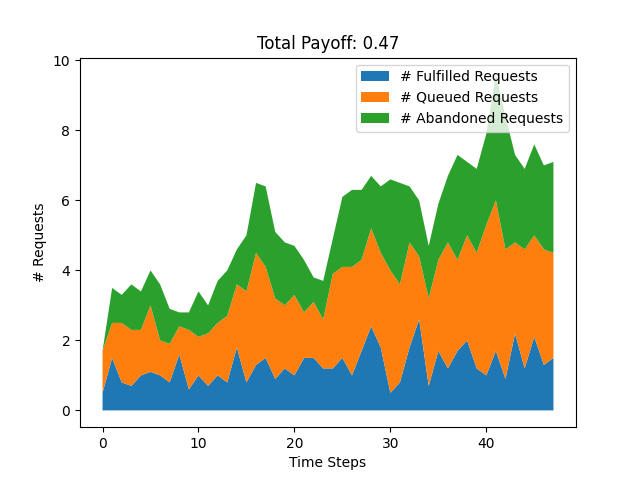 Total Payoff: 0.47
# Fulfilled Requests
# Queued Requests
# Abandoned Requests
10
8
6
4
2
0
# Requests
0 10 20 30 40
Time Steps